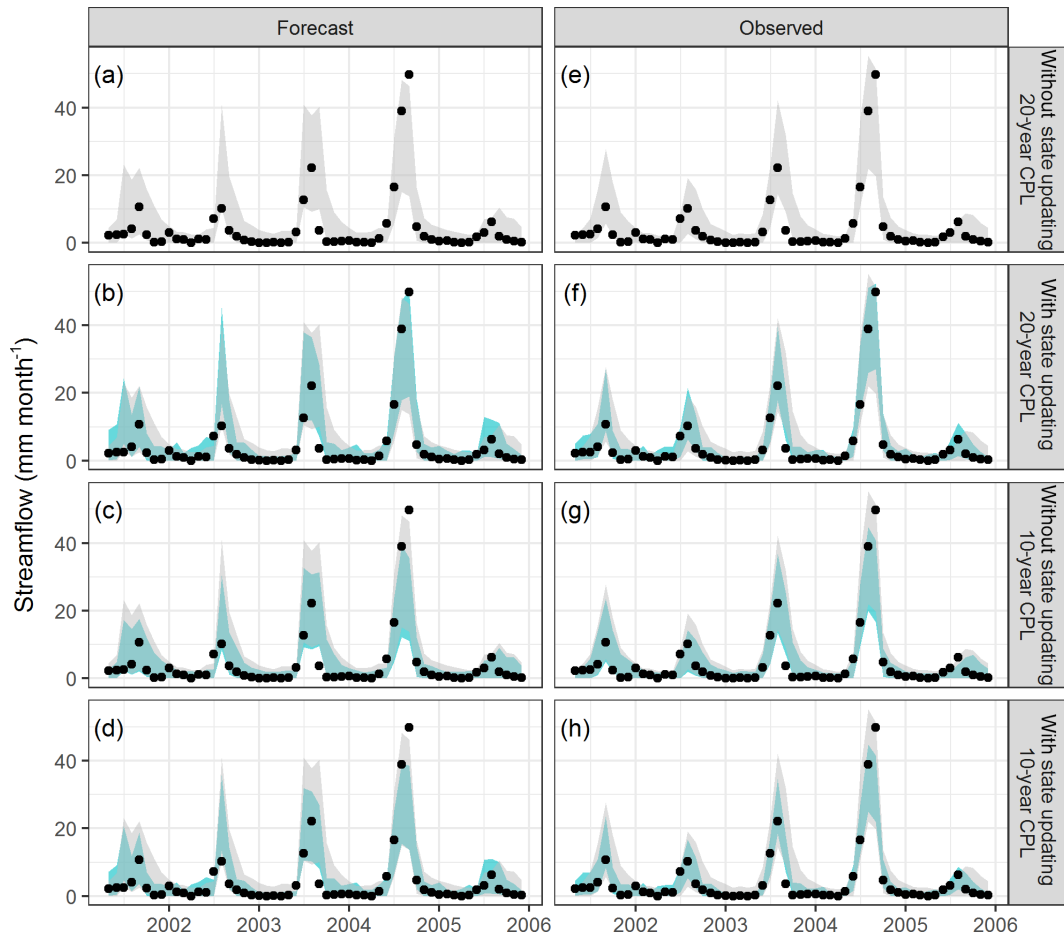 Forecast
Observed
Streamflow (mm month⁻¹)
(a)
40
20
0
(e)
Without state updating
20-year CPL
(b)
40
20
0
(f)
With state updating
20-year CPL
(c)
40
20
0
(g)
Without state updating
10-year CPL
(d)
40
20
0
(h)
With state updating
10-year CPL
2002 2003 2004 2005 2006
2002 2003 2004 2005 2006